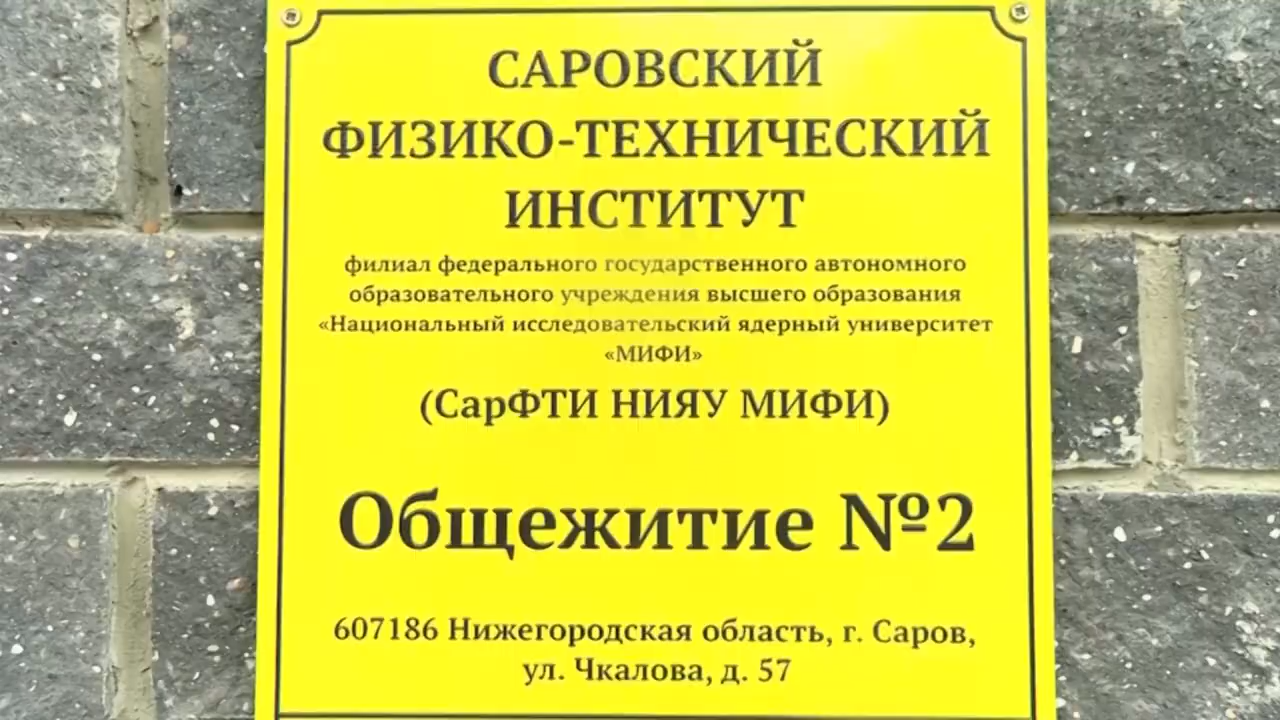 САРОВСКИЙ
ФИЗИКО-ТЕХНИЧЕСКИЙ
ИНСТИТУТ
филиал федерального государственного автономного
образовательного учреждения высшего образования
«Национальный исследовательский ядерный университет
«МИФИ»
(СарФТИ НИЯУ МИФИ)
Общежитие №2
607186 Нижегородская область, г. Саров,
ул. Чкалова, д. 57